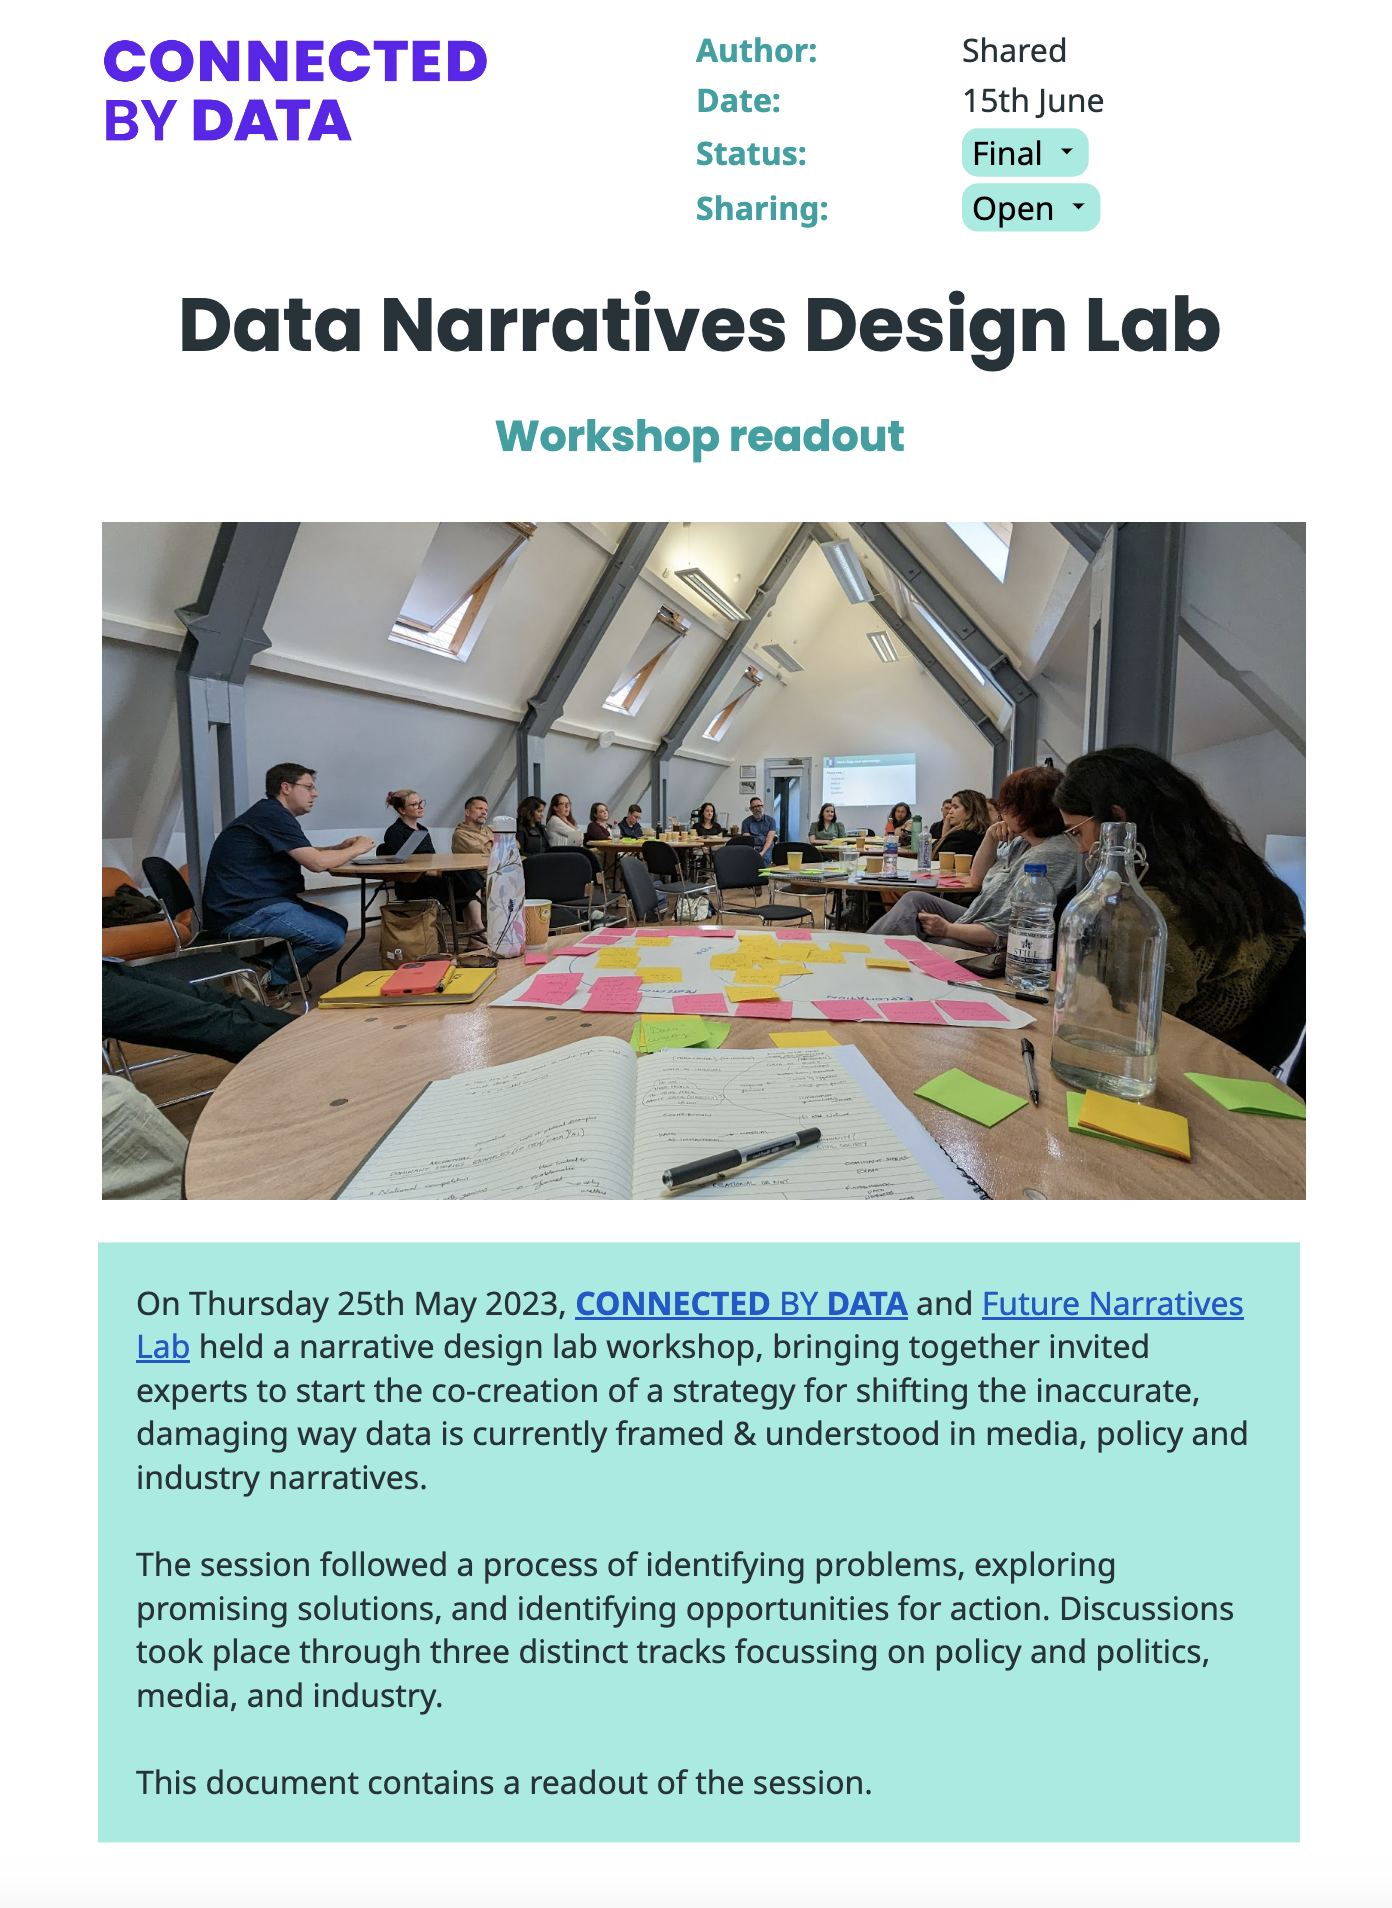 CONNECTED
BY DATA
Author: Shared
Date: 15th June
Status: Final
Sharing: Open
Data Narratives Design Lab
Workshop readout
On Thursday 25th May 2023, CONNECTED BY DATA and Future Narratives
Lab held a narrative design lab workshop, bringing together invited
experts to start the co-creation of a strategy for shifting the inaccurate,
damaging way data is currently framed & understood in media, policy and
industry narratives.
The session followed a process of identifying problems, exploring
promising solutions, and identifying opportunities for action. Discussions
took place through three distinct tracks focussing on policy and politics,
media, and industry.
This document contains a readout of the session.